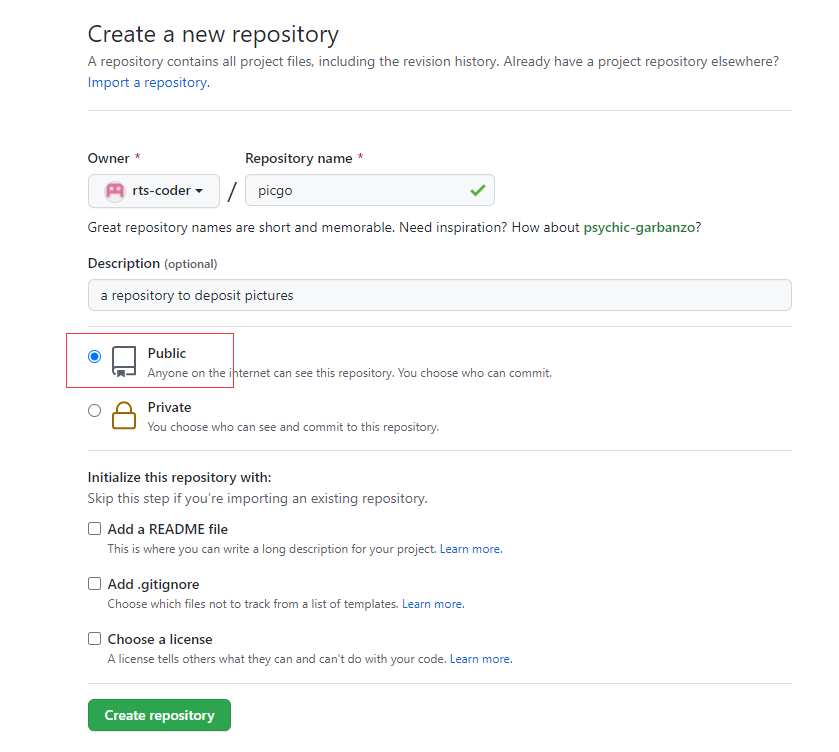 Create a new repository
A repository contains all project files, including the revision history. Already have a project repository elsewhere?
Import a repository.
Owner * Repository name *
rts-coder / picgo
Great repository names are short and memorable. Need inspiration? How about psychic-garbanzo?
Description (optional)
a repository to deposit pictures
Public
Anyone on the internet can see this repository. You choose who can commit.
Private
You choose who can see and commit to this repository.
Initialize this repository with:
Skip this step if you're importing an existing repository.
Add a README file
This is where you can write a long description for your project. Learn more.
Add .gitignore
Choose which files not to track from a list of templates. Learn more.
Choose a license
A license tells others what they can and can't do with your code. Learn more.
Create repository